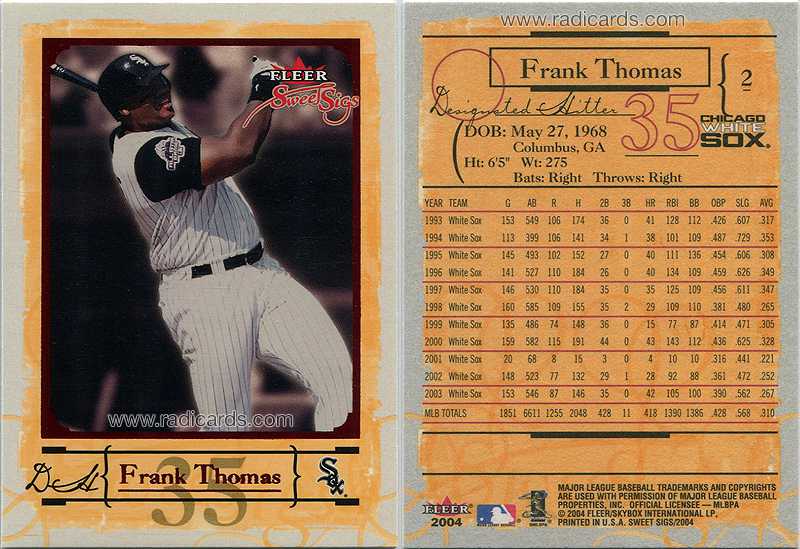 FLEER
Sweet Sigs
www.radicards.com
DH
Frank Thomas
35
Sox
www.radicards.com
Frank Thomas
2
Designated Hitter
35
CHICAGO
WHITE
SOX
DOB: May 27, 1968
Columbus, GA
Ht: 6'5" Wt: 275
Bats: Right Throws: Right
YEAR TEAM G AB R H 2B 3B HR RBI BB OBP SLG AVG
1993 White Sox 153 549 106 174 36 0 41 128 112 .426 .607 .317
1994 White Sox 113 399 106 141 34 1 38 101 109 .487 .729 .353
1995 White Sox 145 493 102 152 27 0 40 111 136 .454 .606 .308
1996 White Sox 141 527 110 184 26 0 40 134 109 .459 .626 .349
1997 White Sox 146 530 110 184 35 0 35 125 109 .456 .611 .347
1998 White Sox 160 585 109 155 35 2 29 109 110 .381 .480 .265
1999 White Sox 135 486 74 148 36 0 15 77 87 .414 .471 .305
2000 White Sox 159 582 115 191 44 0 43 143 112 .436 .625 .328
2001 White Sox 20 68 8 15 3 0 4 10 10 .316 .441 .221
2002 White Sox 148 523 77 132 29 1 28 92 88 .361 .472 .252
2003 White Sox 153 546 87 146 35 0 42 105 100 .390 .562 .267
MLB TOTALS 1851 6611 1255 2048 428 11 418 1390 1386 .428 .568 .310
www.radicards.com
FLEER
2004
MAJOR LEAGUE BASEBALL TRADEMARKS AND COPYRIGHTS
ARE USED WITH PERMISSION OF MAJOR LEAGUE BASEBALL
PROPERTIES, INC. OFFICIAL LICENSEE — MLBPA
© 2004 FLEER/SKYBOX INTERNATIONAL LP.
PRINTED IN U.S.A. SWEET SIGS/2004